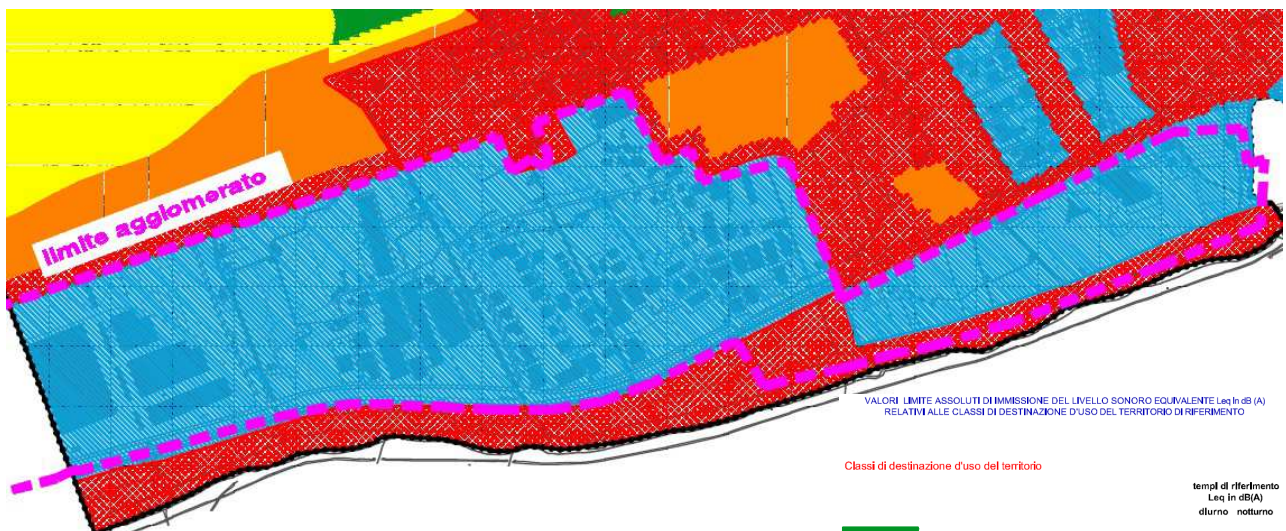 limite agglomerato
VALORI LIMITE ASSOLUTI DI IMMISSIONE DEL LIVELLO SONORO EQUIVALENTE Leq in dB (A)
RELATIVI ALLE CLASSI DI DESTINAZIONE D'USO DEL TERRITORIO DI RIFERIMENTO
Classi di destinazione d'uso del territorio
tempi di riferimento
Leq in dB(A)
diurno notturno